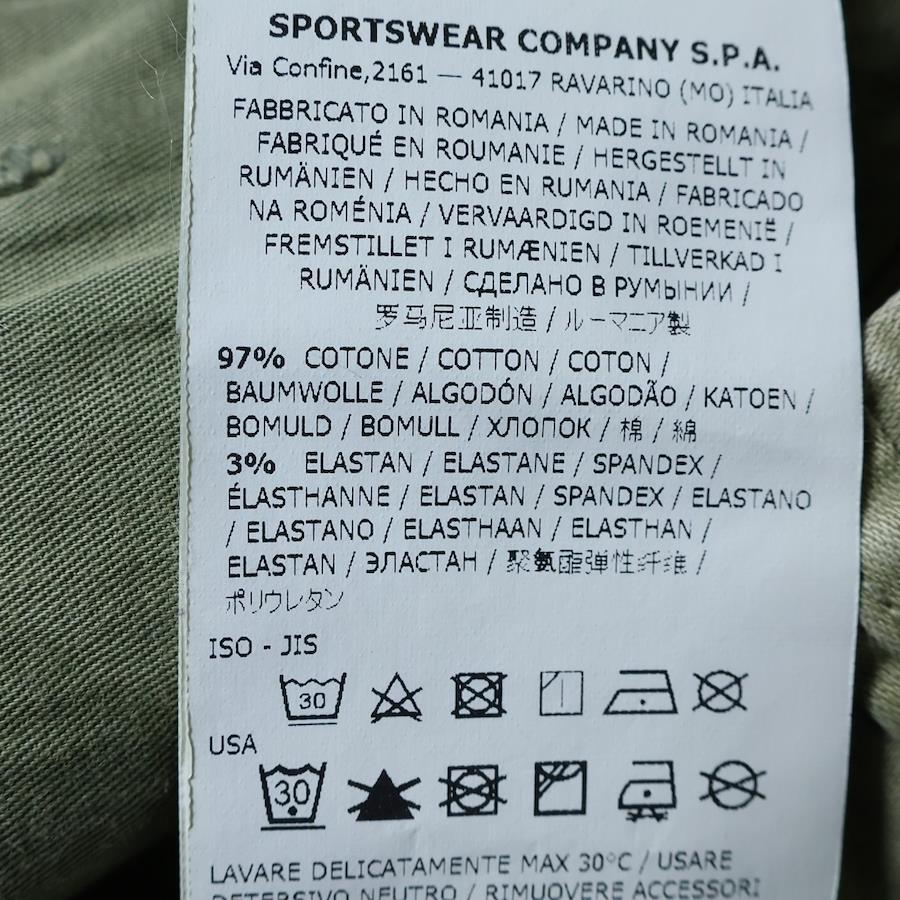 SPORTSWEAR COMPANY S.P.A.
Via Confine,2161 — 41017 RAVARINO (MO) ITALIA
FABBRICATO IN ROMANIA / MADE IN ROMANIA /
FABRIQUÉ EN ROUMANIE / HERGESTELLT IN
RUMÄNIEN / HECHO EN RUMANIA / FABRICADO
NA ROMÉNIA / VERVAARDIGD IN ROEMENIË /
FREMSTILLET I RUMÆNIEN / TILLVERKAD I
RUMÄNIEN / СДЕЛАНО В РУМЫНИИ /
罗马尼亚制造 / ルーマニア製
97% COTONE / COTTON / COTON /
BAUMWOLLE / ALGODÓN / ALGODÃO / KATOEN /
BOMULD / BOMULL / ХЛОПОК / 棉 / 綿
3% ELASTAN / ELASTANE / SPANDEX /
ÉLASTHANNE / ELASTAN / SPANDEX / ELASTANO
/ ELASTANO / ELASTHAAN / ELASTHAN /
ELASTAN / ЭЛАСТАН / 聚氨酯弹性纤维 /
ポリウレタン
ISO - JIS
30
USA
30
LAVARE DELICATAMENTE MAX 30°C / USARE
DETERSIVO NEUTRO / RIMUOVERE ACCESSORI